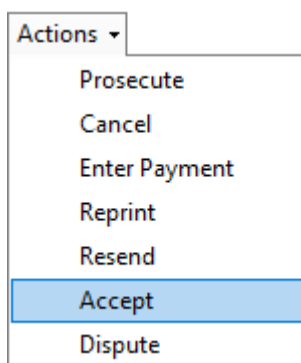 Actions
Prosecute
Cancel
Enter Payment
Reprint
Resend
Accept
Dispute